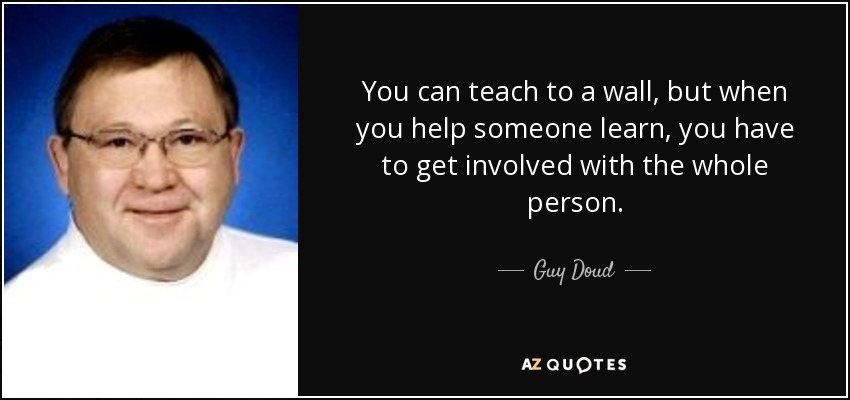 You can teach to a wall, but when
you help someone learn, you have
to get involved with the whole
person.
Guy Doud
AZ QUOTES